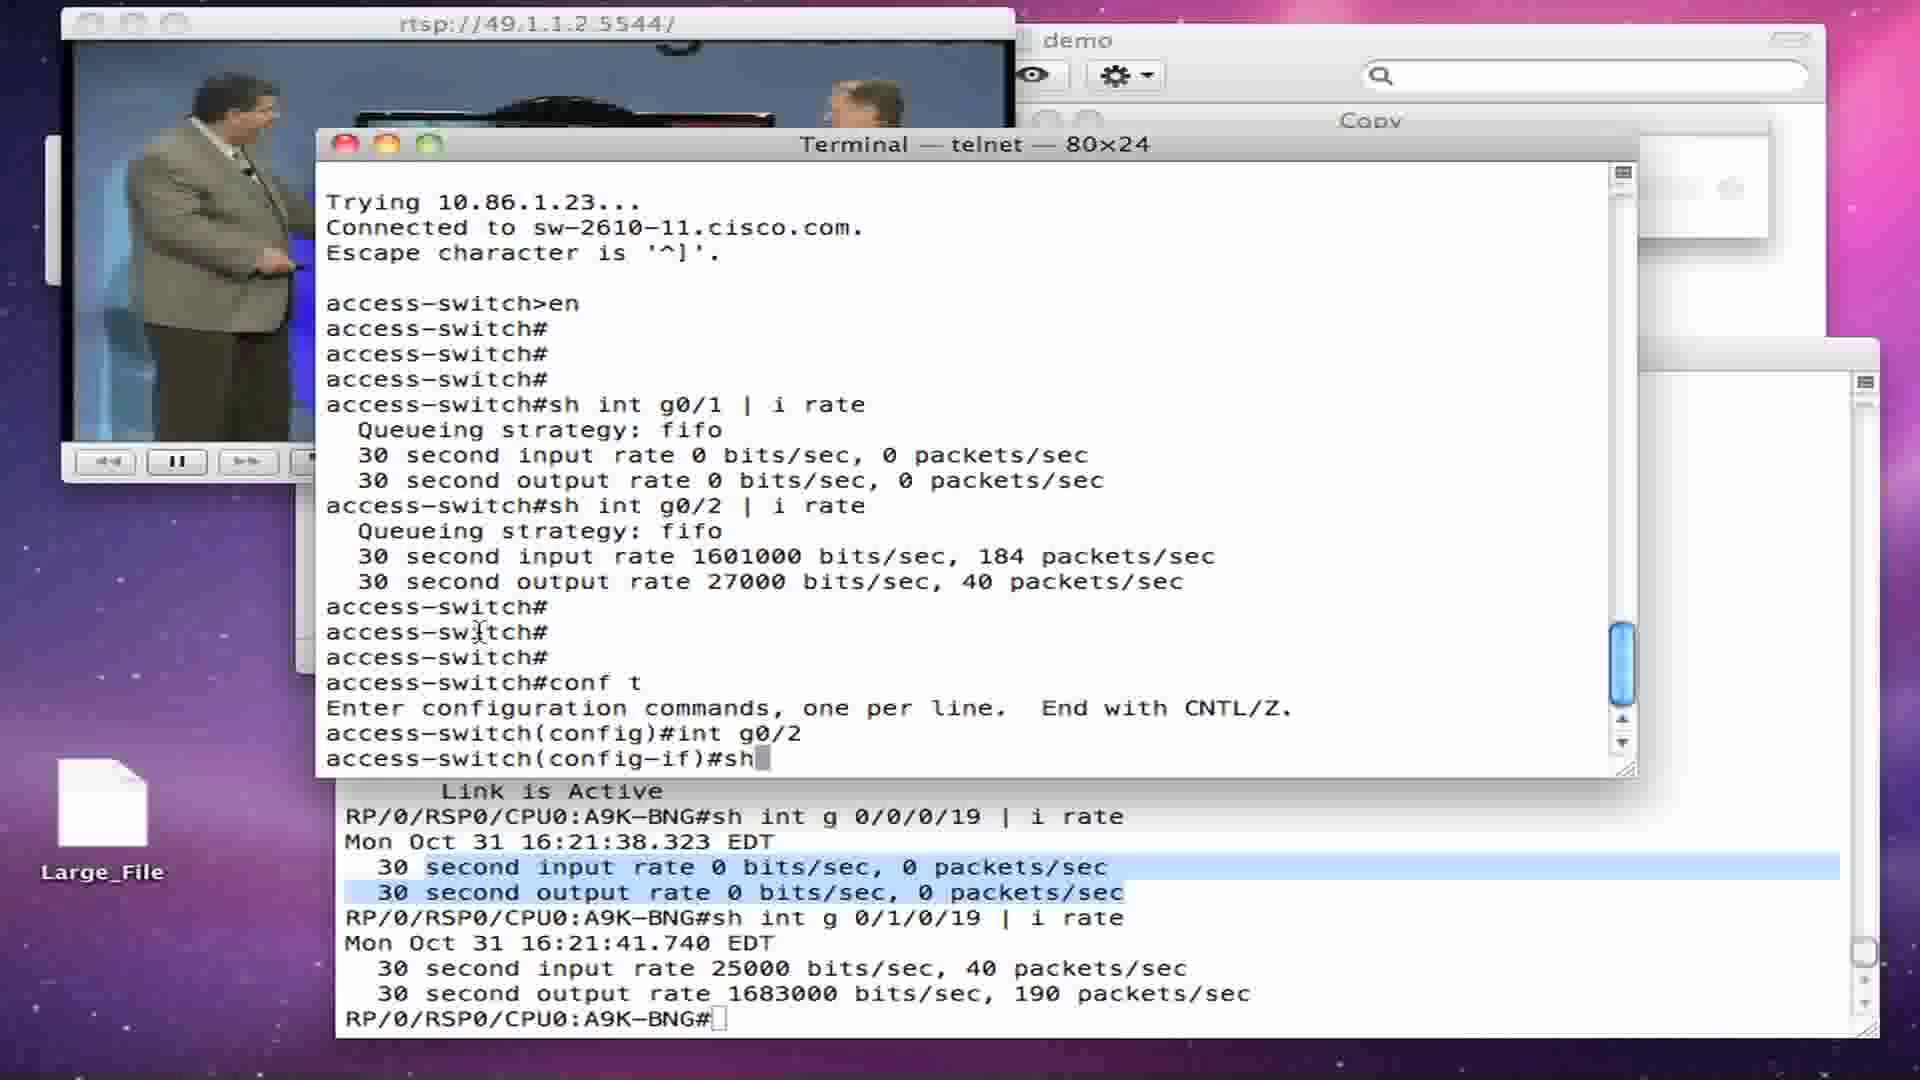 rtsp://49.1.1.2:5544/
demo
Copy
Terminal — telnet — 80×24
Trying 10.86.1.23...
Connected to sw-2610-11.cisco.com.
Escape character is '^]'.
access-switch>en
access-switch#
access-switch#
access-switch#
access-switch#sh int g0/1 | i rate
Queueing strategy: fifo
30 second input rate 0 bits/sec, 0 packets/sec
30 second output rate 0 bits/sec, 0 packets/sec
access-switch#sh int g0/2 | i rate
Queueing strategy: fifo
30 second input rate 1601000 bits/sec, 184 packets/sec
30 second output rate 27000 bits/sec, 40 packets/sec
access-switch#
access-switch#
access-switch#
access-switch#conf t
Enter configuration commands, one per line.  End with CNTL/Z.
access-switch(config)#int g0/2
access-switch(config-if)#sh
Link is Active
RP/0/RSP0/CPU0:A9K-BNG#sh int g 0/0/0/19 | i rate
Mon Oct 31 16:21:38.323 EDT
30 second input rate 0 bits/sec, 0 packets/sec
30 second output rate 0 bits/sec, 0 packets/sec
RP/0/RSP0/CPU0:A9K-BNG#sh int g 0/1/0/19 | i rate
Mon Oct 31 16:21:41.740 EDT
30 second input rate 25000 bits/sec, 40 packets/sec
30 second output rate 1683000 bits/sec, 190 packets/sec
RP/0/RSP0/CPU0:A9K-BNG#
Large_File